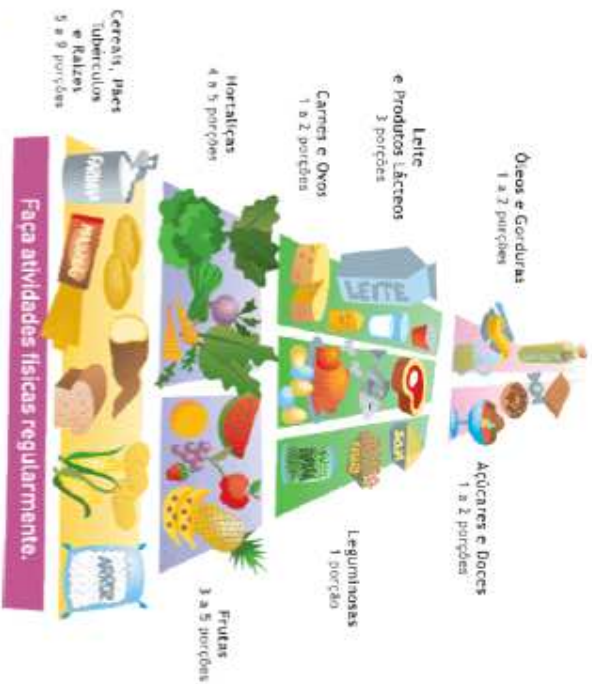 Óleos e Gorduras
1 a 2 porções
Açúcares e Doces
1 a 2 porções
Leite
e Produtos Lácteos
3 porções
Carnes e Ovos
1 a 2 porções
Leguminosas
1 porção
SOJA
Hortaliças
4 a 5 porções
Frutas
3 a 5 porções
Cereais, Pães
Tubérculos
e Raízes
5 a 9 porções
ARROZ
Faça atividades físicas regularmente.